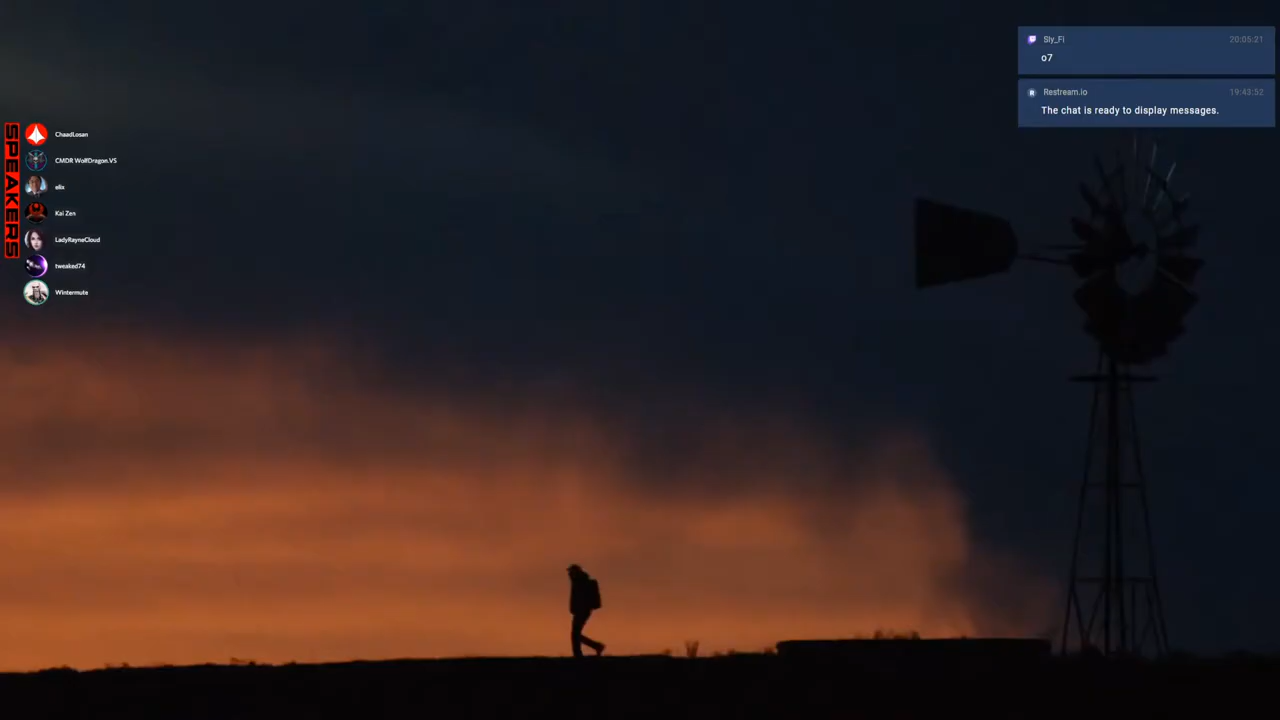 SPEAKERS
ChaadLosan
CMDR WolfDragon.VS
elix
Kai Zen
LadyRayneCloud
tweaked74
Wintermute
Sly_Fi 20:05:21
o7
Restream.io 19:43:52
The chat is ready to display messages.